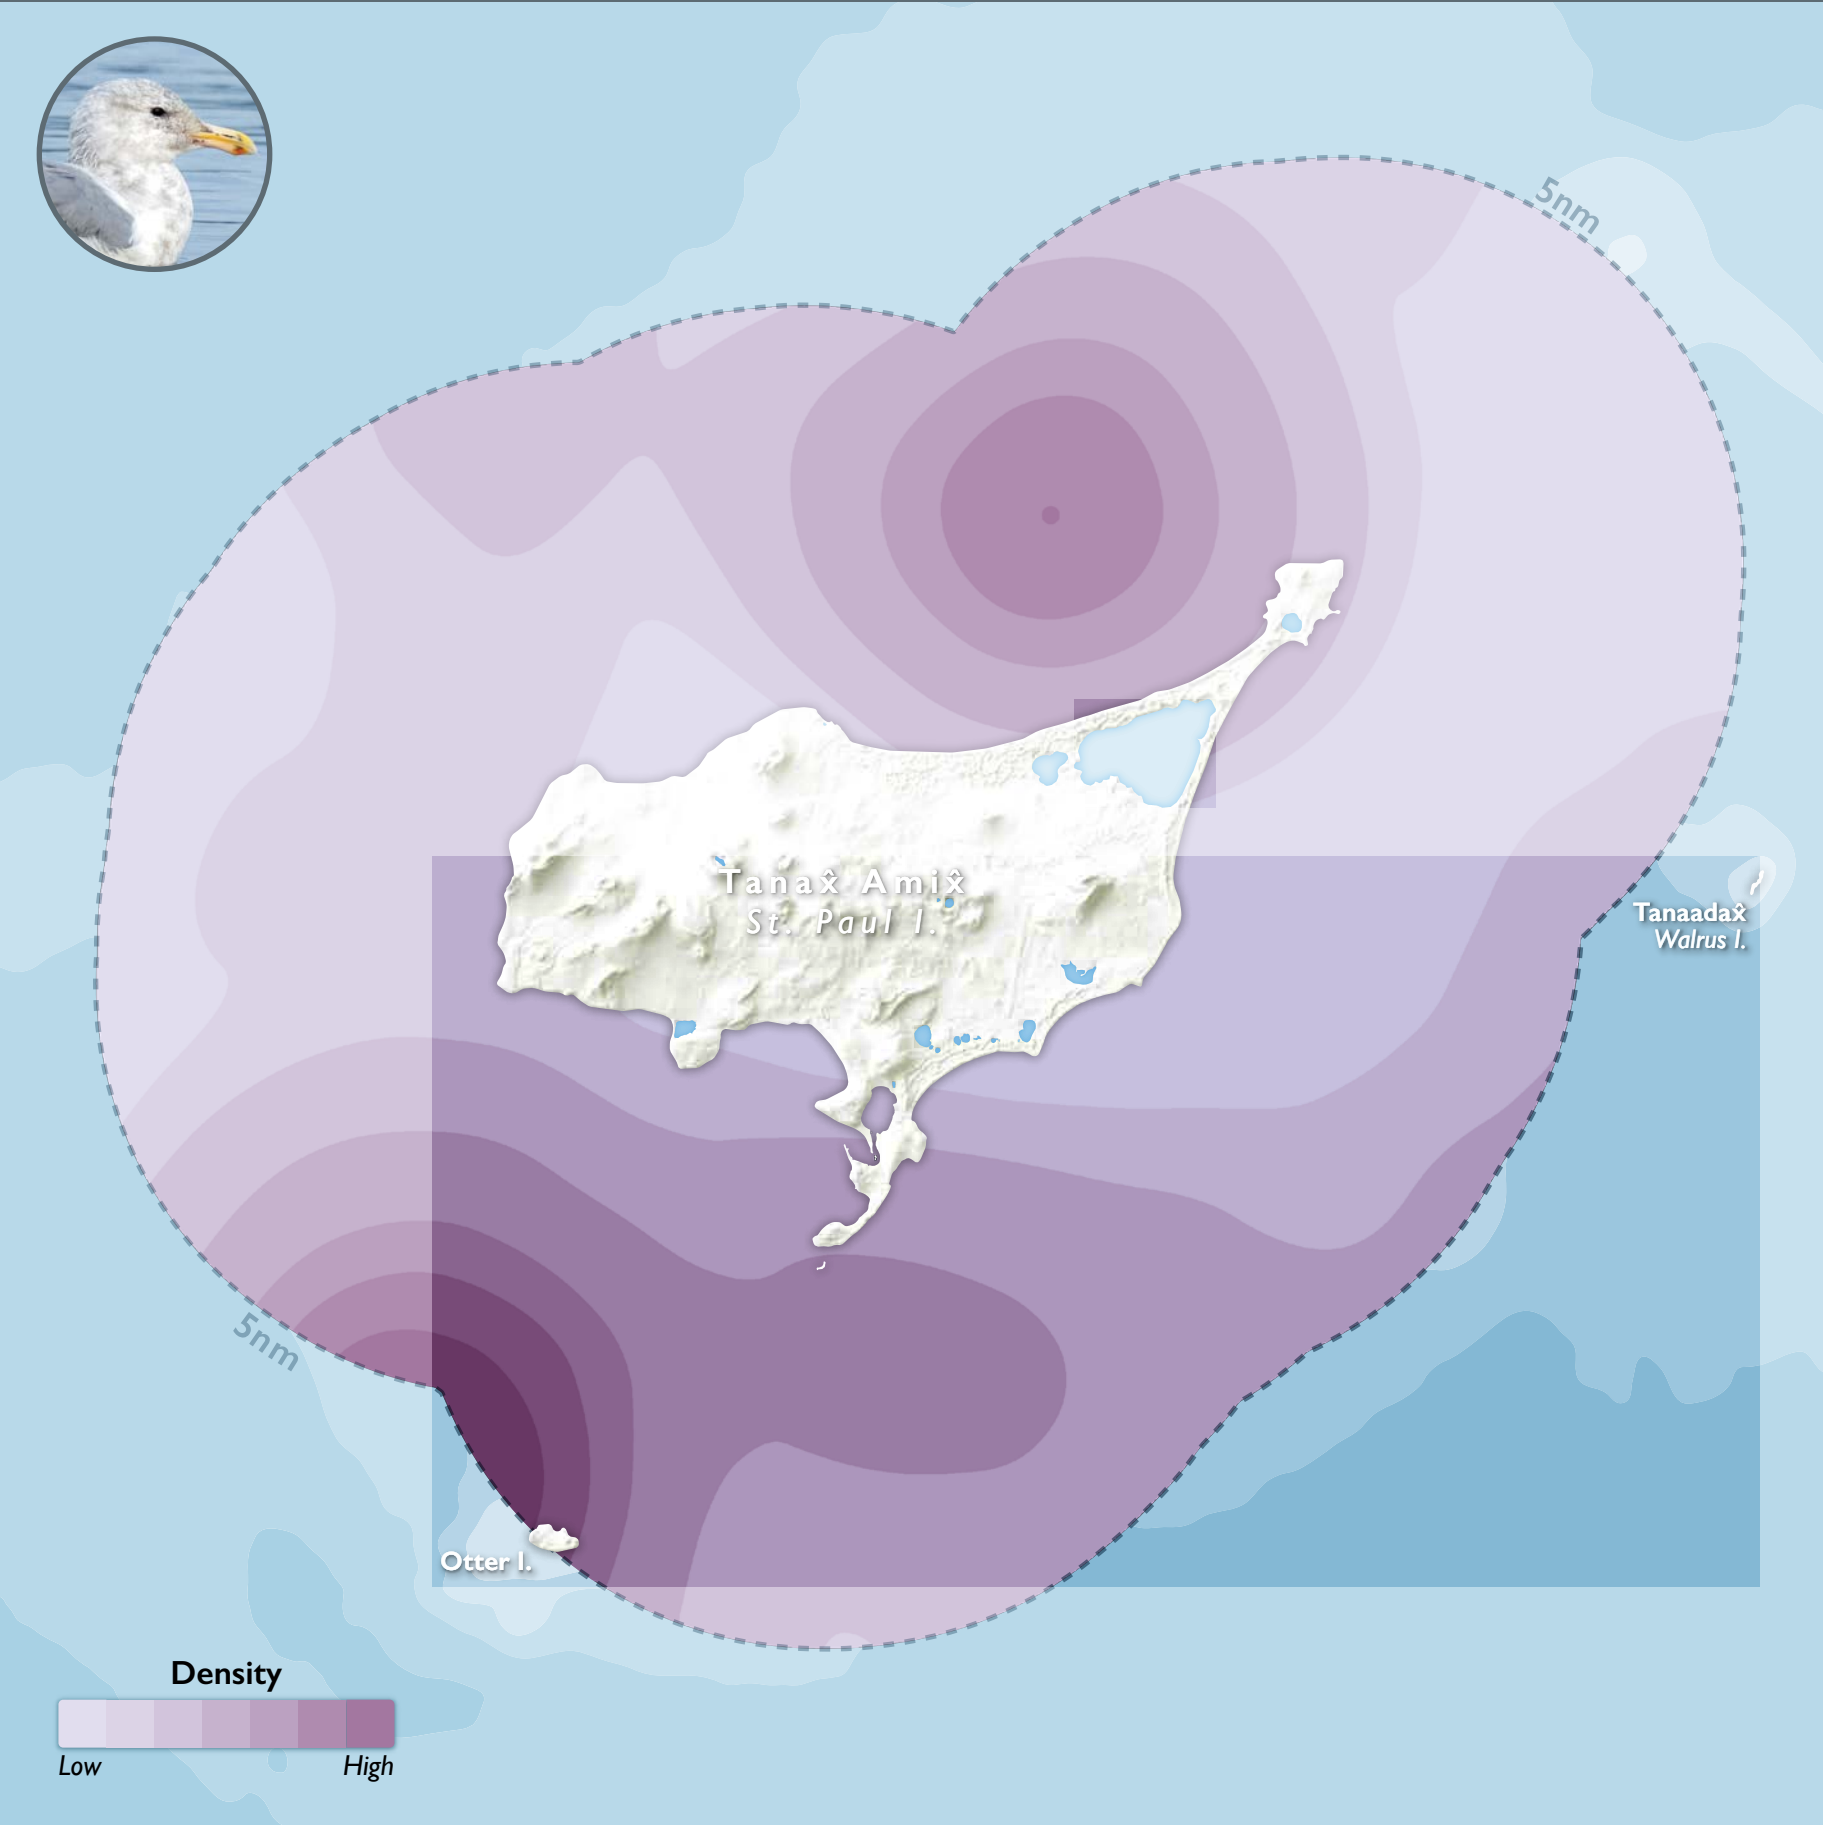 5nm
Tanax̂ Amix̂
St. Paul I.
Tanaadax̂
Walrus I.
5nm
Otter I.
Density
Low
High